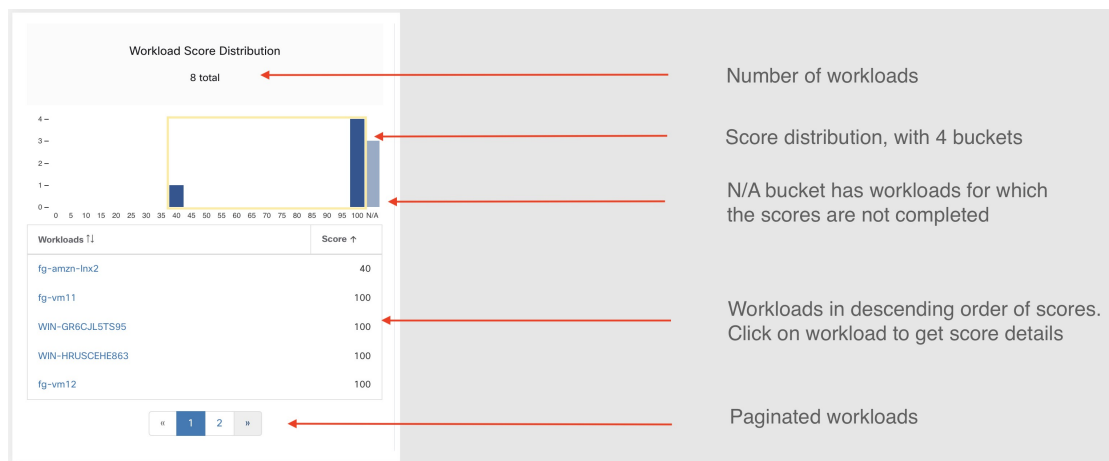 Workload Score Distribution
8 total
Number of workloads
4
3
2
1
0
0 5 10 15 20 25 30 35 40 45 50 55 60 65 70 75 80 85 90 95 100 N/A
Score distribution, with 4 buckets
N/A bucket has workloads for which
the scores are not completed
Workloads ↑↓ Score ↑
fg-amzn-lnx2 40
fg-vm11 100
WIN-GR6CJL5TS95 100
WIN-HRUSCEHE863 100
fg-vm12 100
Workloads in descending order of scores.
Click on workload to get score details
« 1 2 »
Paginated workloads